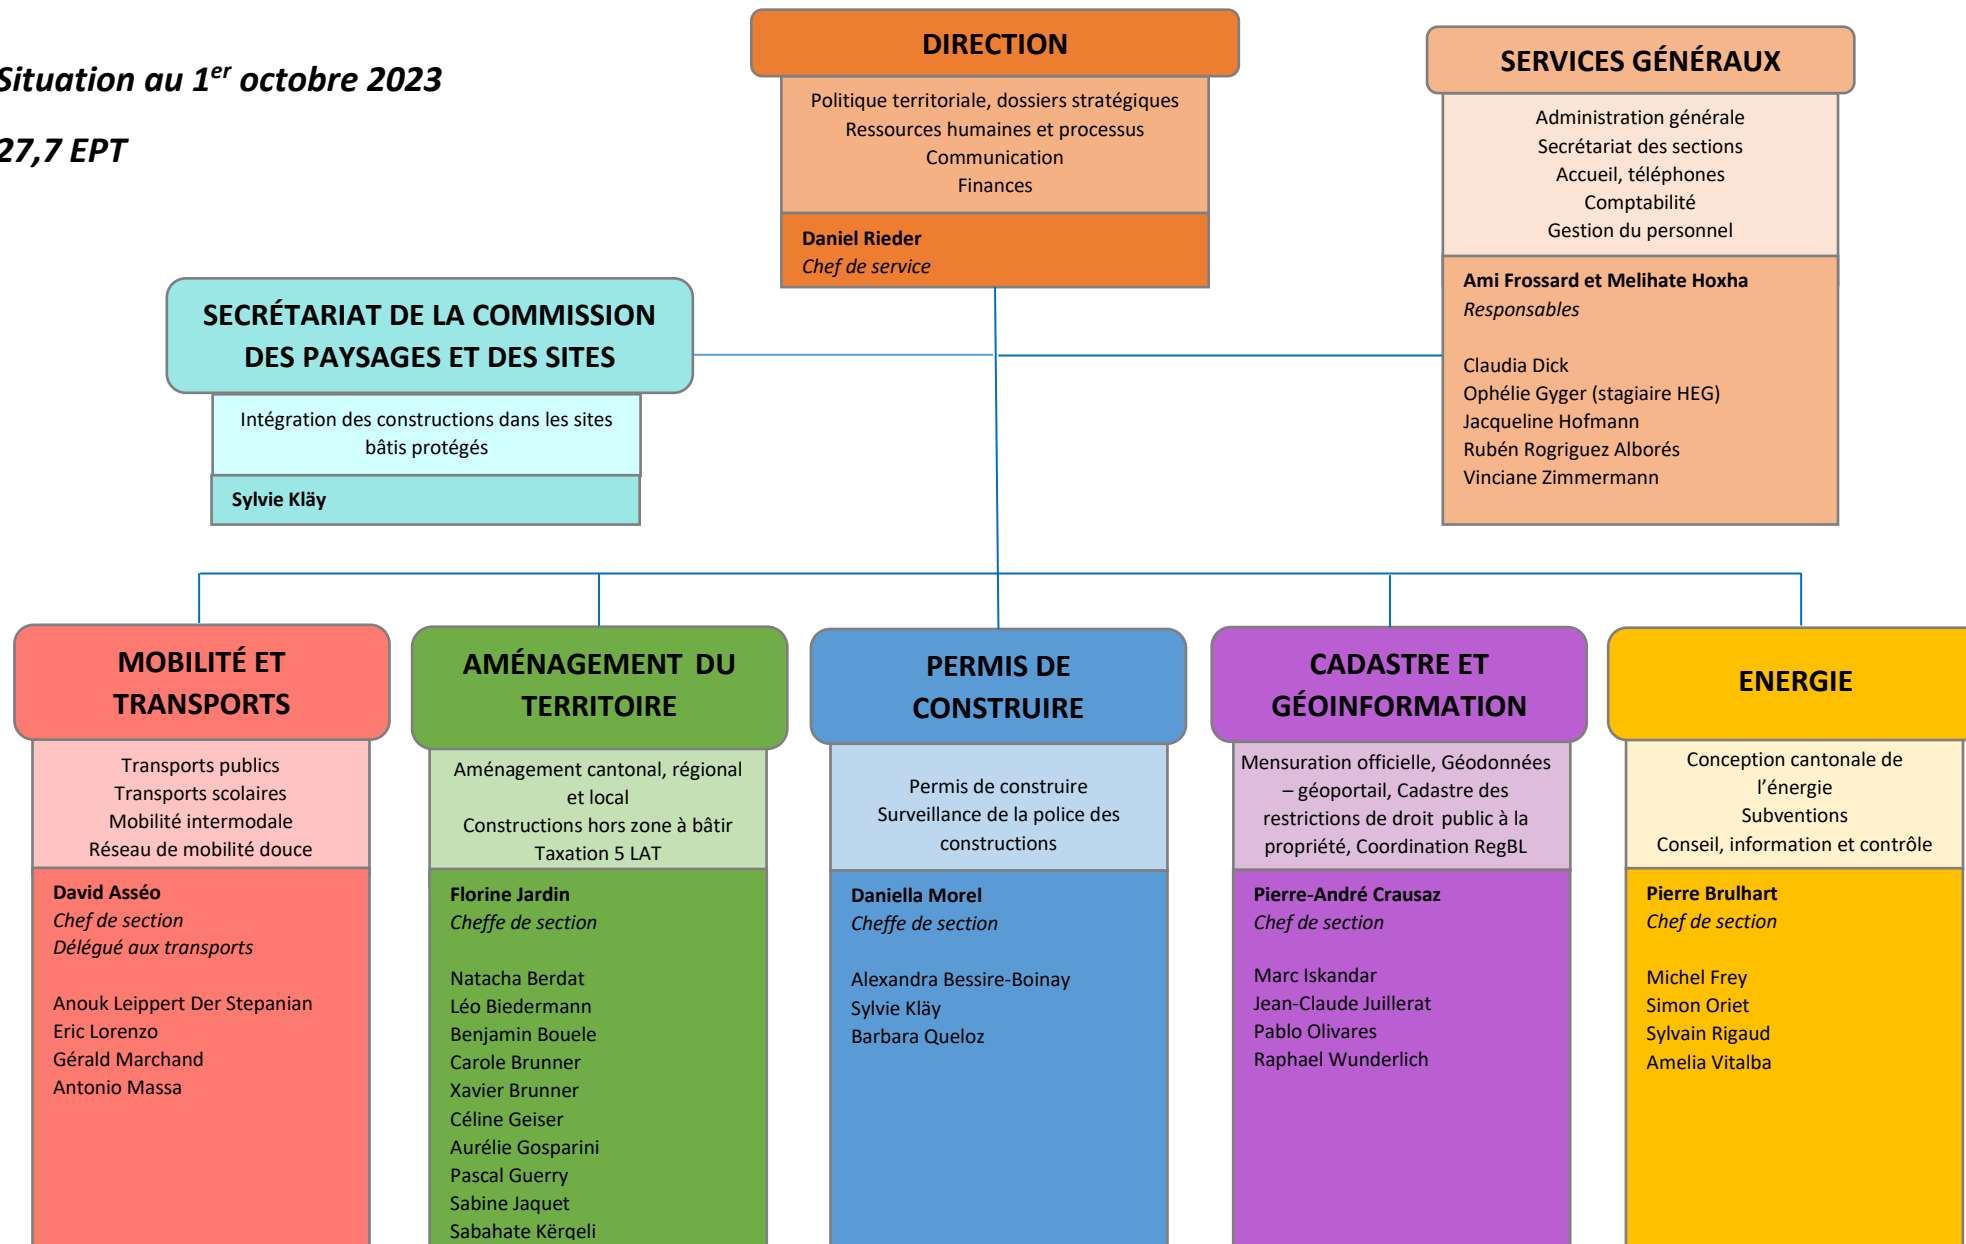 Situation au 1er octobre 2023
27,7 EPT
DIRECTION
Politique territoriale, dossiers stratégiques
Ressources humaines et processus
Communication
Finances
Daniel Rieder
Chef de service
SERVICES GÉNÉRAUX
Administration générale
Secrétariat des sections
Accueil, téléphones
Comptabilité
Gestion du personnel
Ami Frossard et Melihate Hoxha
Responsables
Claudia Dick
Ophélie Gyger (stagiaire HEG)
Jacqueline Hofmann
Rubén Rogriguez Alborés
Vinciane Zimmermann
SECRÉTARIAT DE LA COMMISSION
DES PAYSAGES ET DES SITES
Intégration des constructions dans les sites
bâtis protégés
Sylvie Kläy
MOBILITÉ ET
TRANSPORTS
Transports publics
Transports scolaires
Mobilité intermodale
Réseau de mobilité douce
David Asséo
Chef de section
Délégué aux transports
Anouk Leippert Der Stepanian
Eric Lorenzo
Gérald Marchand
Antonio Massa
AMÉNAGEMENT DU
TERRITOIRE
Aménagement cantonal, régional
et local
Constructions hors zone à bâtir
Taxation 5 LAT
Florine Jardin
Cheffe de section
Natacha Berdat
Léo Biedermann
Benjamin Bouele
Carole Brunner
Xavier Brunner
Céline Geiser
Aurélie Gosparini
Pascal Guerry
Sabine Jaquet
Sabahate Kërqeli
PERMIS DE
CONSTRUIRE
Permis de construire
Surveillance de la police des
constructions
Daniella Morel
Cheffe de section
Alexandra Bessire-Boinay
Sylvie Kläy
Barbara Queloz
CADASTRE ET
GÉOINFORMATION
Mensuration officielle, Géodonnées
– géoportail, Cadastre des
restrictions de droit public à la
propriété, Coordination RegBL
Pierre-André Crausaz
Chef de section
Marc Iskandar
Jean-Claude Juillerat
Pablo Olivares
Raphael Wunderlich
ENERGIE
Conception cantonale de
l'énergie
Subventions
Conseil, information et contrôle
Pierre Brulhart
Chef de section
Michel Frey
Simon Oriet
Sylvain Rigaud
Amelia Vitalba